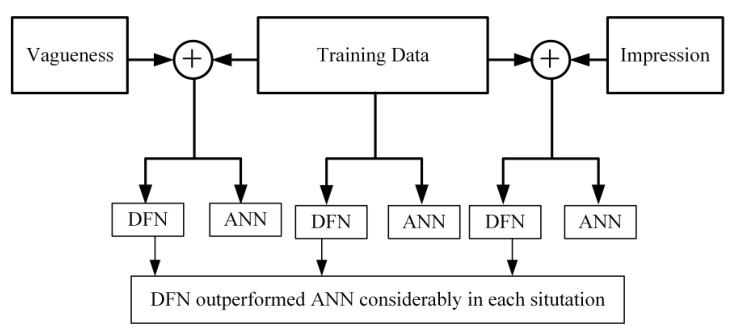 Vagueness
Training Data
Impression
DFN
ANN
DFN
ANN
DFN
ANN
DFN outperformed ANN considerably in each situtation